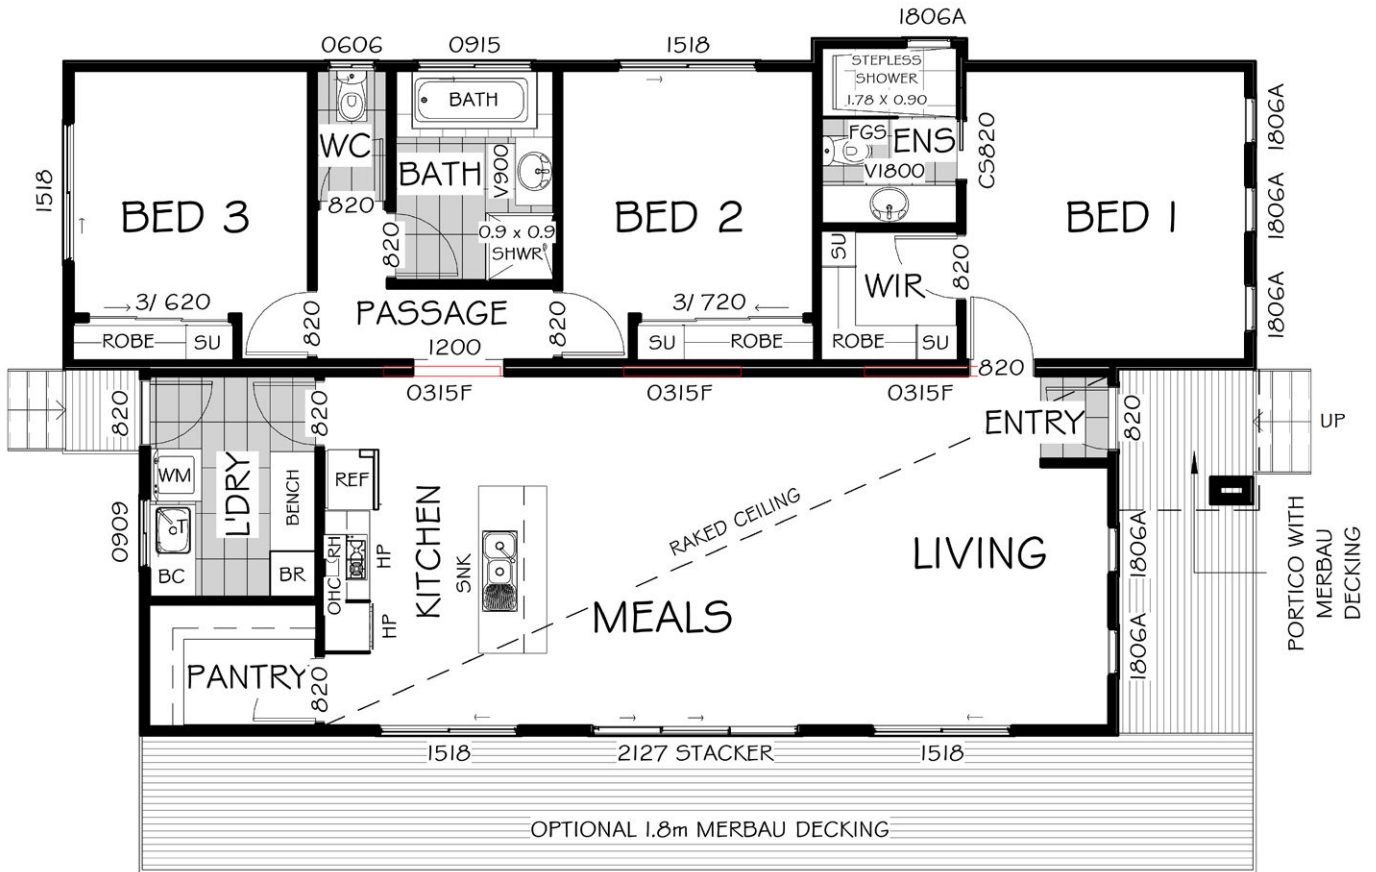 1806A
0606
0915
1518
STEPLESS
SHOWER
1.78 X 0.90
BATH
WC
BATH
V900
FGS
ENS
V1800
CS820
1806A
1806A
1806A
1518
BED 3
820
820
0.9 x 0.9
SHWR
BED 2
BED 1
SU
WIR
820
3/ 620
ROBE
SU
820
PASSAGE
1200
820
3/ 720
SU
ROBE
ROBE
SU
820
0315F
0315F
0315F
820
820
ENTRY
820
UP
WM
L'DRY
BENCH
REF
KITCHEN
SNK
RAKED CEILING
LIVING
0909
T
BC
BR
OHC
RH
HP
HP
MEALS
1806A
1806A
PORTICO WITH
MERBAU
DECKING
PANTRY
820
1518
2127 STACKER
1518
OPTIONAL 1.8m MERBAU DECKING